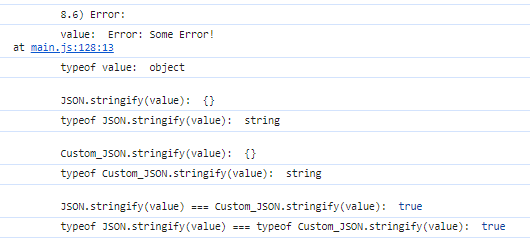 8.6) Error:
value:  Error: Some Error!
at main.js:128:13
typeof value:  object
JSON.stringify(value):  {}
typeof JSON.stringify(value):  string
Custom_JSON.stringify(value):  {}
typeof Custom_JSON.stringify(value):  string
JSON.stringify(value) === Custom_JSON.stringify(value):  true
typeof JSON.stringify(value) === typeof Custom_JSON.stringify(value):  true